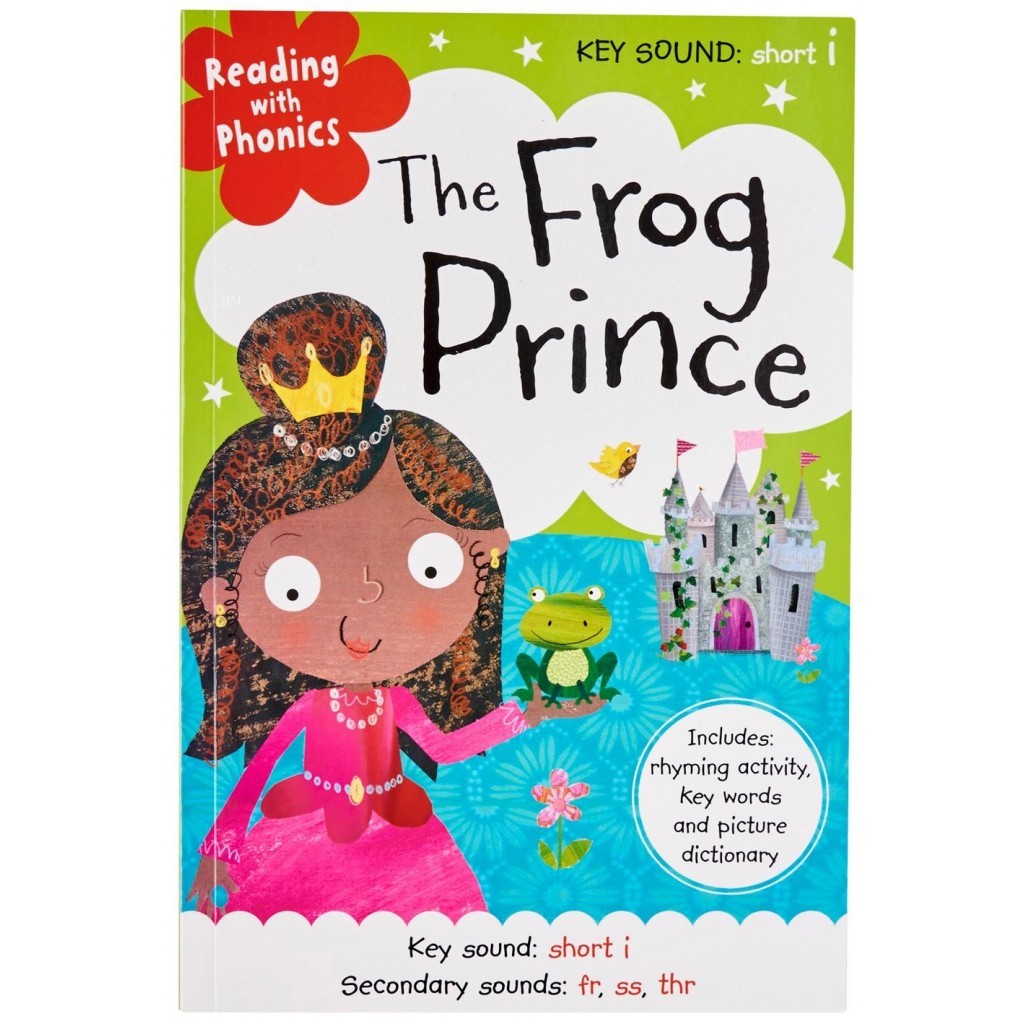 Reading
with
Phonics
KEY SOUND: short i
The Frog
Prince
Includes:
rhyming activity,
key words
and picture
dictionary
Key sound: short i
Secondary sounds: fr, ss, thr